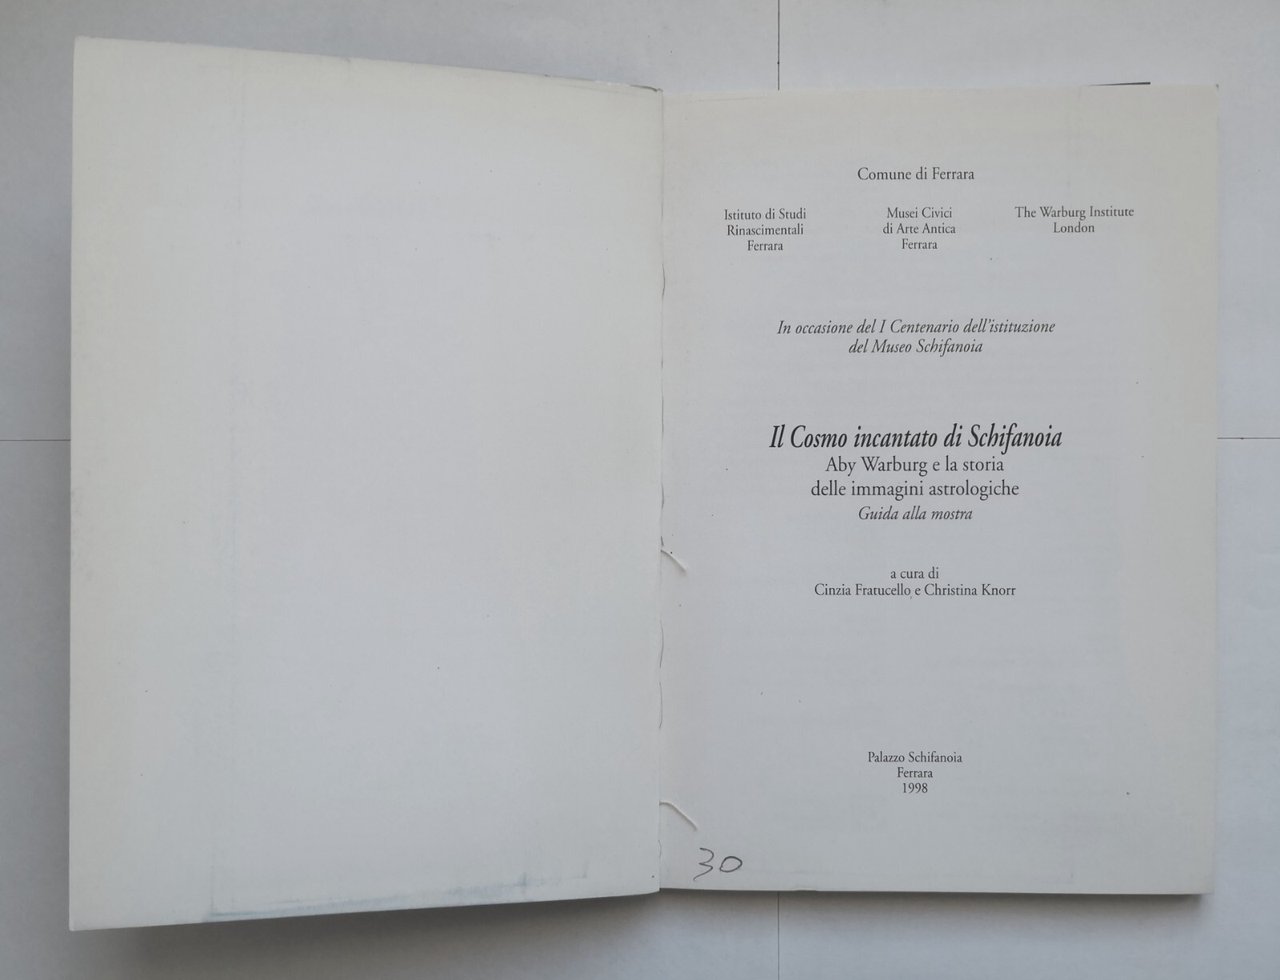 Comune di Ferrara
Istituto di Studi
Rinascimentali
Ferrara
Musei Civici
di Arte Antica
Ferrara
The Warburg Institute
London
In occasione del I Centenario dell'istituzione
del Museo Schifanoia
Il Cosmo incantato di Schifanoia
Aby Warburg e la storia
delle immagini astrologiche
Guida alla mostra
a cura di
Cinzia Fratucello e Christina Knorr
Palazzo Schifanoia
Ferrara
1998
30